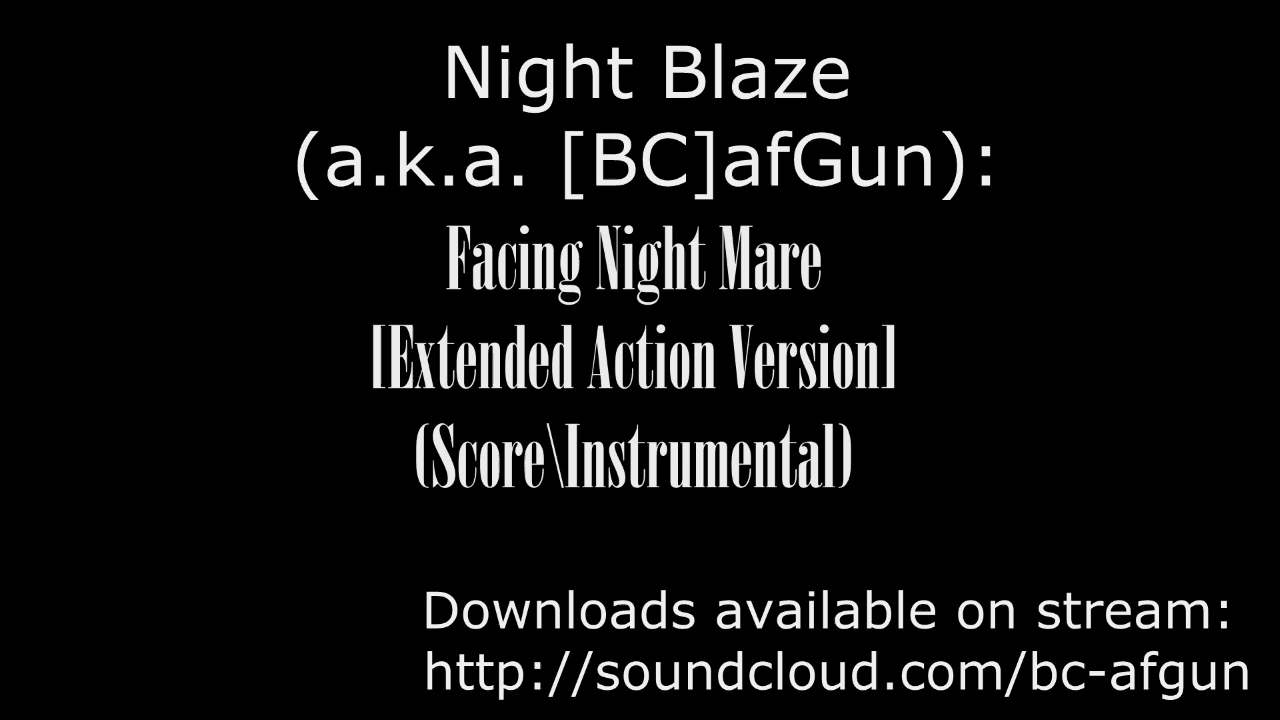 Night Blaze
(a.k.a. [BC]afGun):
Facing Night Mare
[Extended Action Version]
(Score\Instrumental)
Downloads available on stream:
http://soundcloud.com/bc-afgun